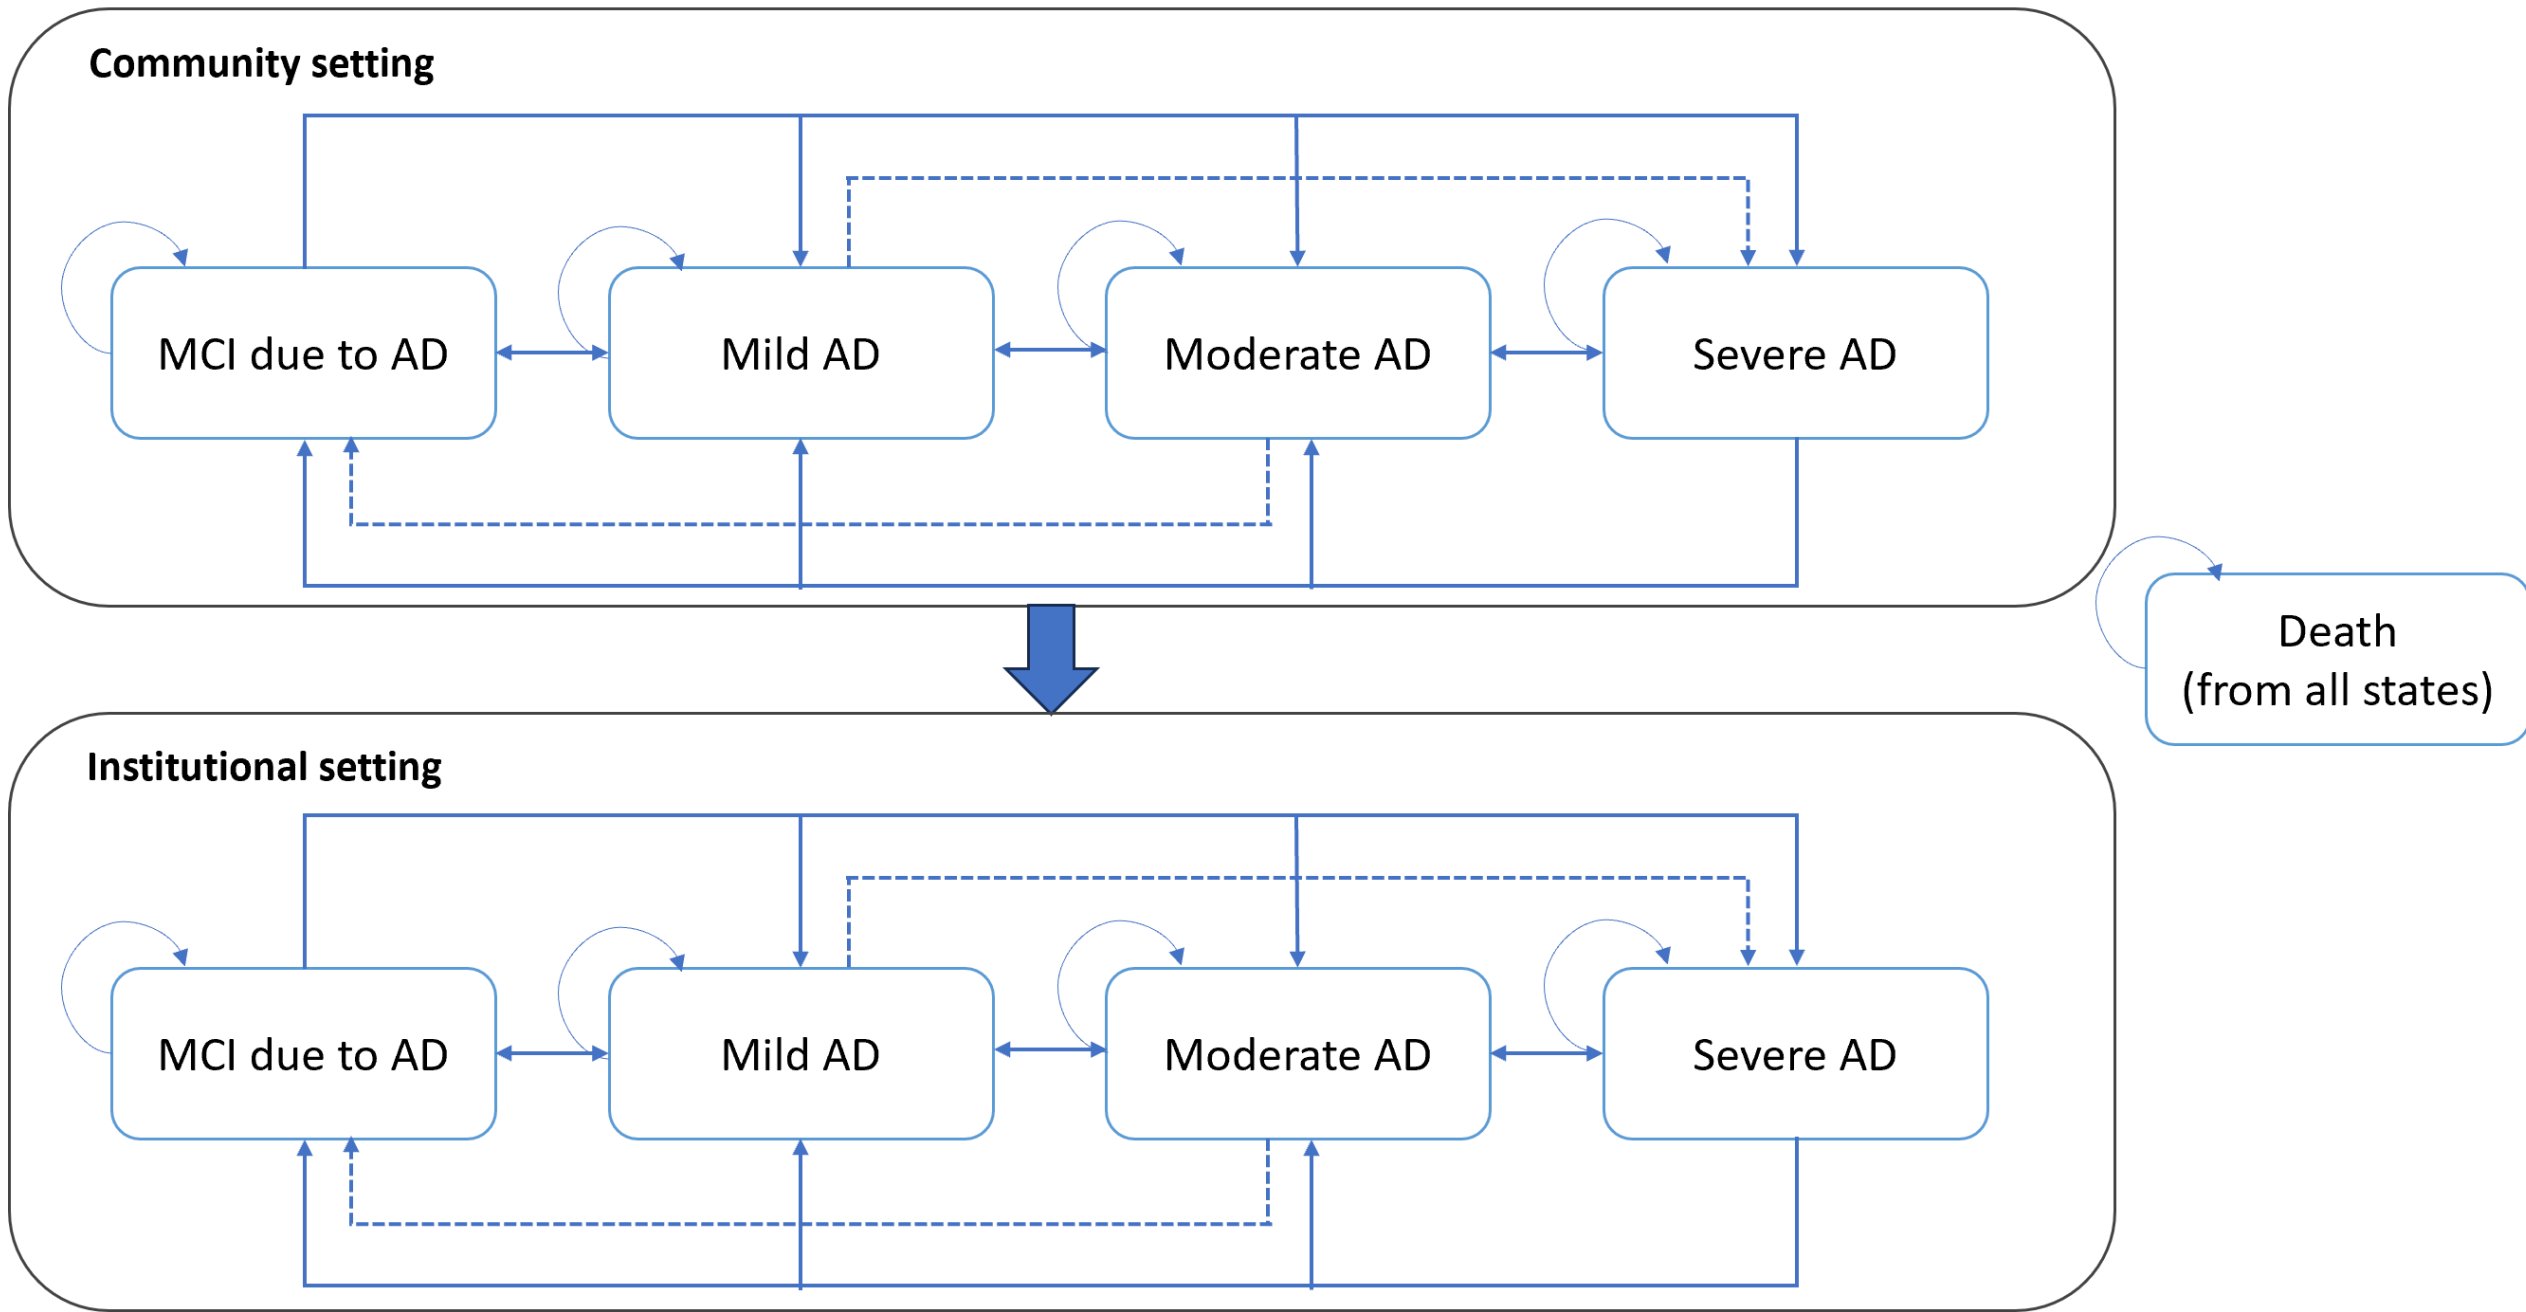 Community setting
MCI due to AD
Mild AD
Moderate AD
Severe AD
Death
(from all states)
Institutional setting
MCI due to AD
Mild AD
Moderate AD
Severe AD